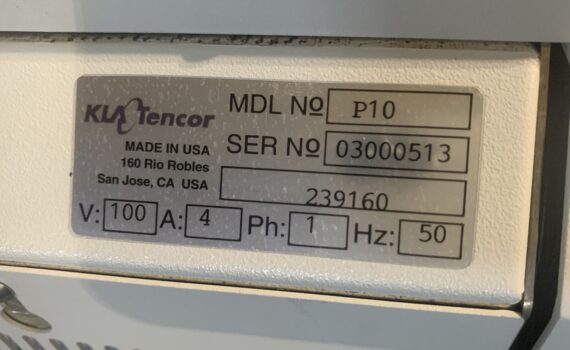 KLA Tencor
MDL NO P10
MADE IN USA
160 Rio Robles
San Jose, CA USA
SER NO 03000513
239160
V: 100 A: 4 Ph: 1 Hz: 50